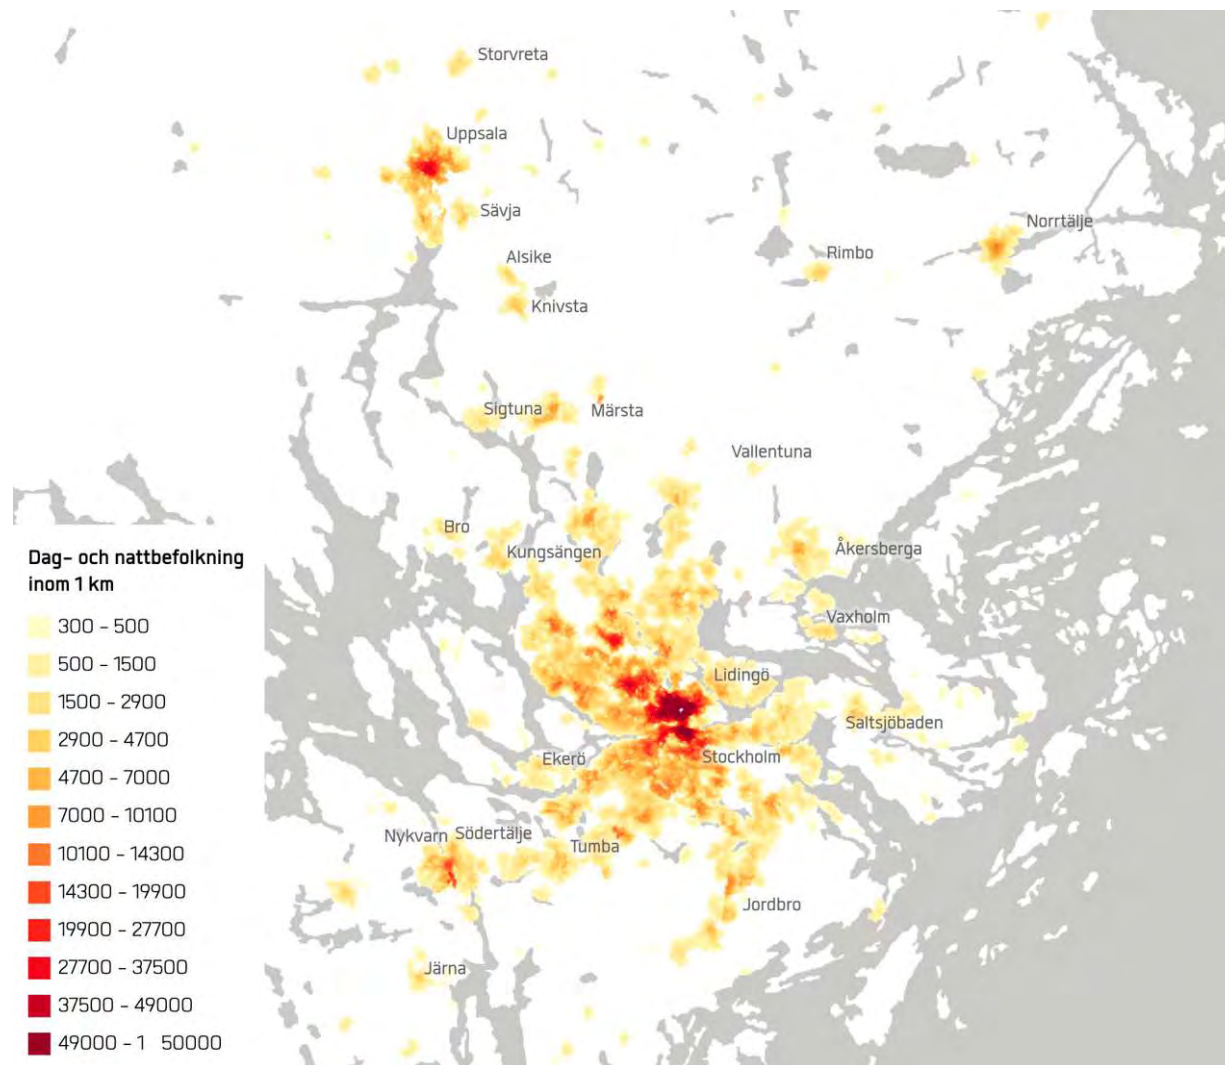 Storvreta
Uppsala
Sävja
Norrtälje
Alsike
Rimbo
Knivsta
Sigtuna
Märsta
Vallentuna
Bro
Kungsängen
Åkersberga
Vaxholm
Lidingö
Saltsjöbaden
Ekerö
Stockholm
Nykvarn
Södertälje
Tumba
Jordbro
Järna
Dag- och nattbefolkning
inom 1 km
300 - 500
500 - 1500
1500 - 2900
2900 - 4700
4700 - 7000
7000 - 10100
10100 - 14300
14300 - 19900
19900 - 27700
27700 - 37500
37500 - 49000
49000 - 1 50000